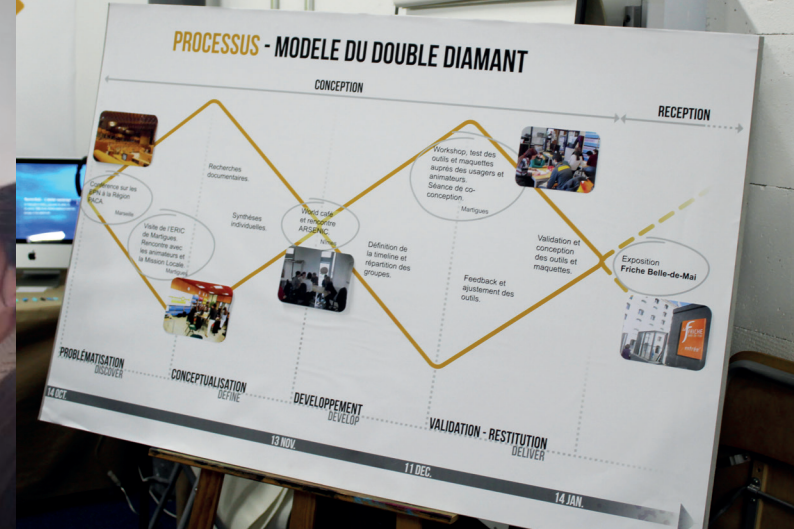 PROCESSUS - MODELE DU DOUBLE DIAMANT
CONCEPTION
RECEPTION
Conférence sur les
EPN à la Région
PACA.
Marseille
Visite de l'ERIC
de Martigues.
Rencontre avec
les animateurs et
la Mission Locale.
Martigues
Recherches
documentaires.
Synthèses
individuelles.
World café
et rencontre
ARSENIC
Définition de
la timeline et
répartition des
groupes.
Workshop, test des
outils et maquettes
auprès des usagers et
animateurs.
Séance de co-
conception.
Martigues
Feedback et
ajustement des
outils.
Validation et
conception
des outils et
maquettes.
Exposition
Friche Belle-de-Mai
PROBLÉMATISATION
DISCOVER
CONCEPTUALISATION
DEFINE
DEVELOPPEMENT
DEVELOP
VALIDATION - RESTITUTION
DELIVER
14 OCT.
13 NOV.
11 DEC.
14 JAN.